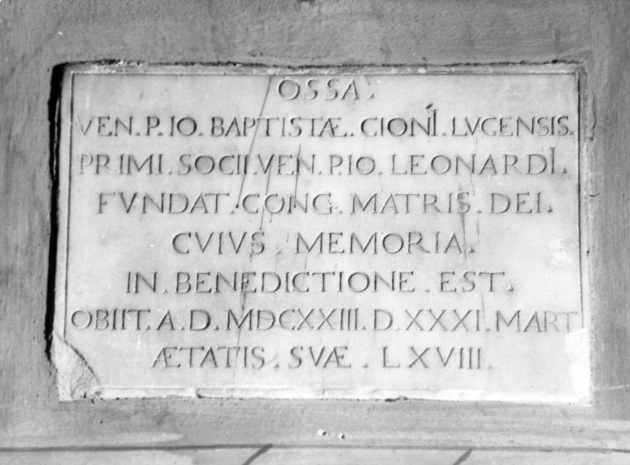 OSSA.
VEN.P.IO.BAPTISTÆ.CIONI.LVCENSIS.
PRIMI.SOCII.VEN.P.IO.LEONARDI.
FVNDAT.CONG.MATRIS.DEI.
CVIVS.MEMORIA.
IN.BENEDICTIONE.EST.
OBIIT.A.D.MDCXXIII.D.XXXI.MART
ÆTATIS.SVÆ.LXVIII.